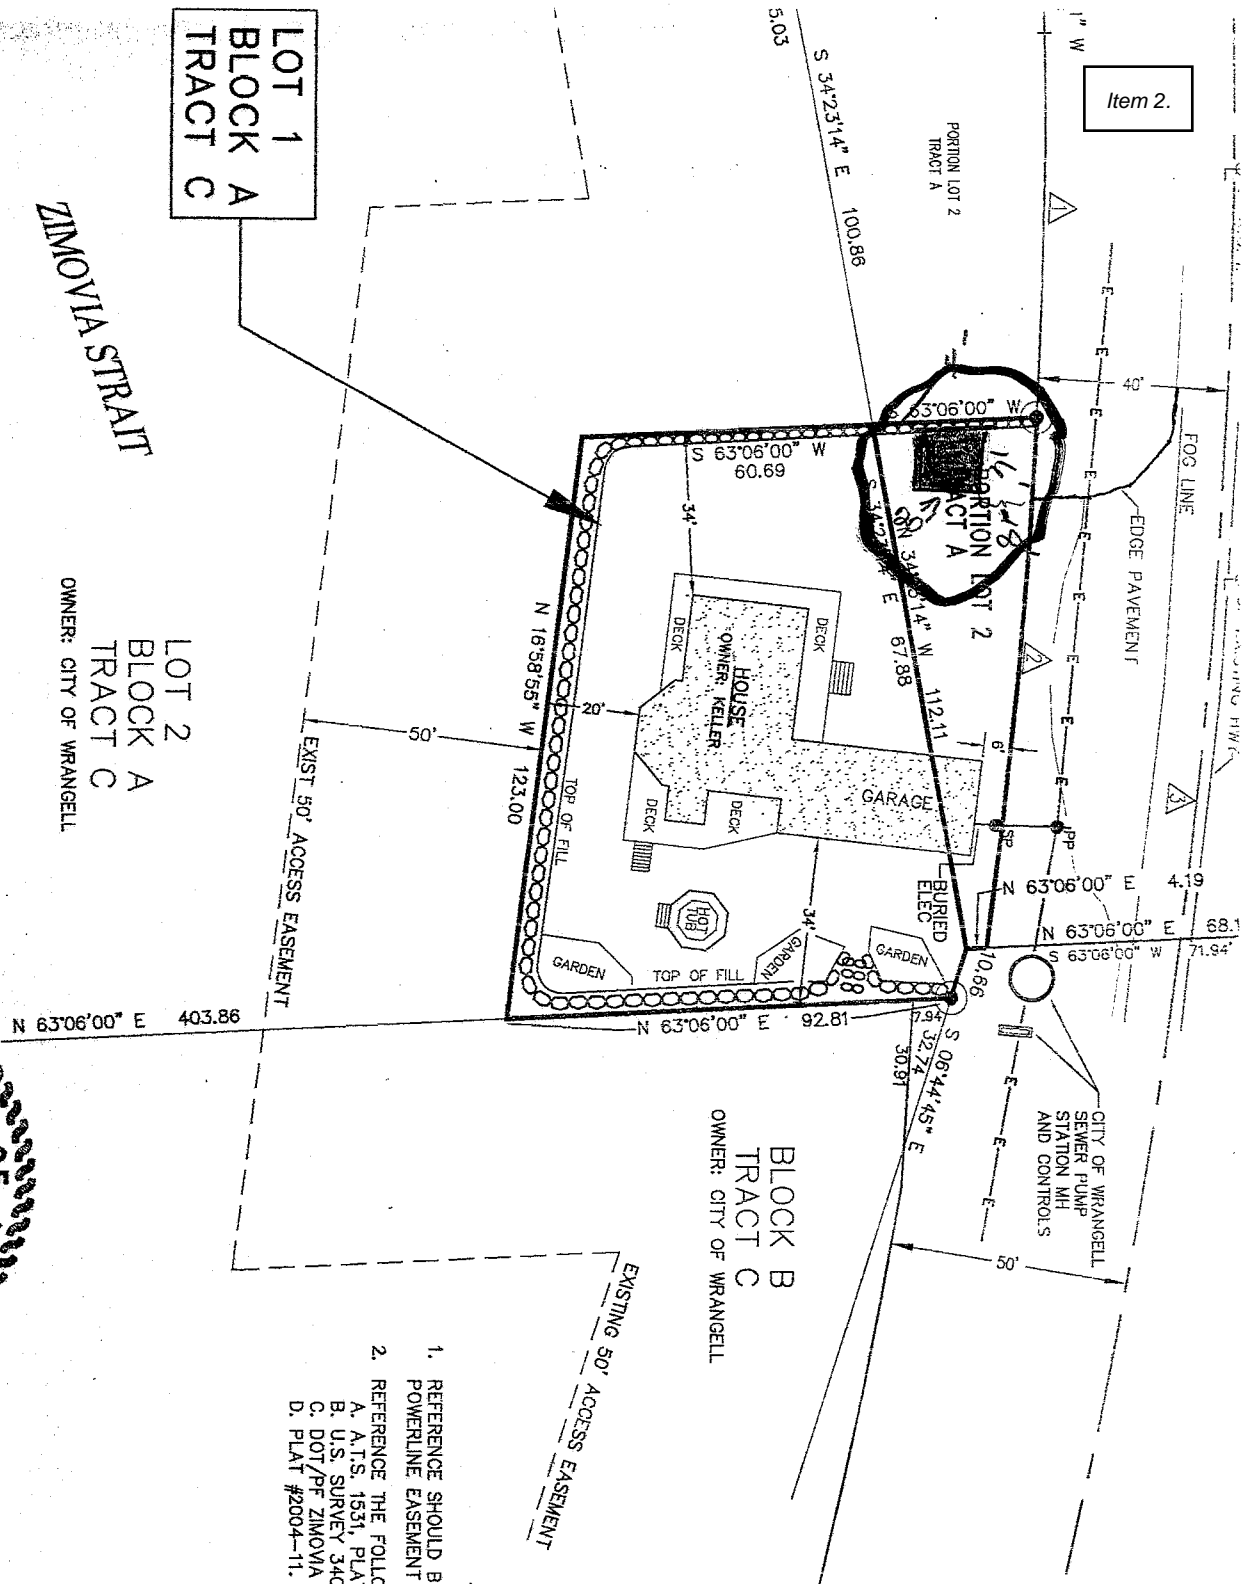 Item 2.
LOT 1
BLOCK A
TRACT C
ZIMOVIA STRAIT
LOT 2
BLOCK A
TRACT C
OWNER: CITY OF WRANGELL
EXIST 50' ACCESS EASEMENT
50'
N 63°06'00" E 403.86
5.03
S 34°23'14" E 100.86
PORTION LOT 2
TRACT A
1" W
1
40'
FOG LINE
EDGE PAVEMENT
63°06'00" W
S 63°06'00" W
60.69
34'
16'
PORTION LOT 2
TRACT A
N 34°23'14" W 112.11
E 67.88
2
3
6'
DECK
DECK
HOUSE
OWNER: KELLER
GARAGE
DECK
DECK
20'
N 16°58'55" W 123.00
TOP OF FILL
HOT
TUB
34'
GARDEN
GARDEN
GARDEN
TOP OF FILL
BURIED
ELEC
SP
PP
N 63°06'00" E 4.19
N 63°06'00" E 68.1
S 63°06'00" W 71.94'
10.66
N 63°06'00" E 92.81
7.94
S 06°44'45" E
32.74
30.91
CITY OF WRANGELL
SEWER PUMP
STATION MH
AND CONTROLS
BLOCK B
TRACT C
OWNER: CITY OF WRANGELL
50'
EXISTING 50' ACCESS EASEMENT
E E E E E E E E E E E
1. REFERENCE SHOULD B
POWERLINE EASEMENT
2. REFERENCE THE FOLLO
A. A.T.S. 1531, PLA
B. U.S. SURVEY 340
C. DOT/PF ZIMOVIA
D. PLAT #2004-11.